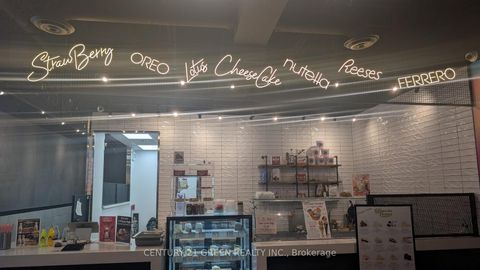 StrawBerry
OREO
Lotus CheeseCake
nutella
Reeses
FERRERO
CENTURY 21 GREEN REALTY INC., Brokerage